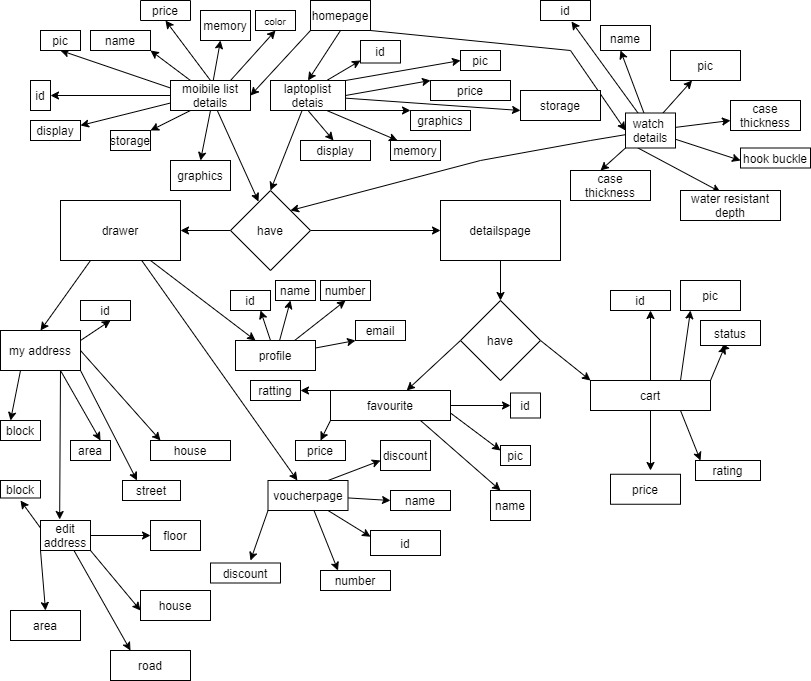 price
homepage
id
memory
color
pic
name
id
name
pic
pic
id
moibile list
details
laptoplist
detais
price
storage
case
thickness
display
storage
graphics
watch
details
display
memory
hook buckle
graphics
case
thickness
water resistant
depth
drawer
have
detailspage
id
name
number
id
id
pic
email
status
my address
profile
have
ratting
favourite
id
cart
block
area
house
price
discount
pic
rating
block
street
voucherpage
name
name
price
edit
address
floor
id
discount
number
house
area
road